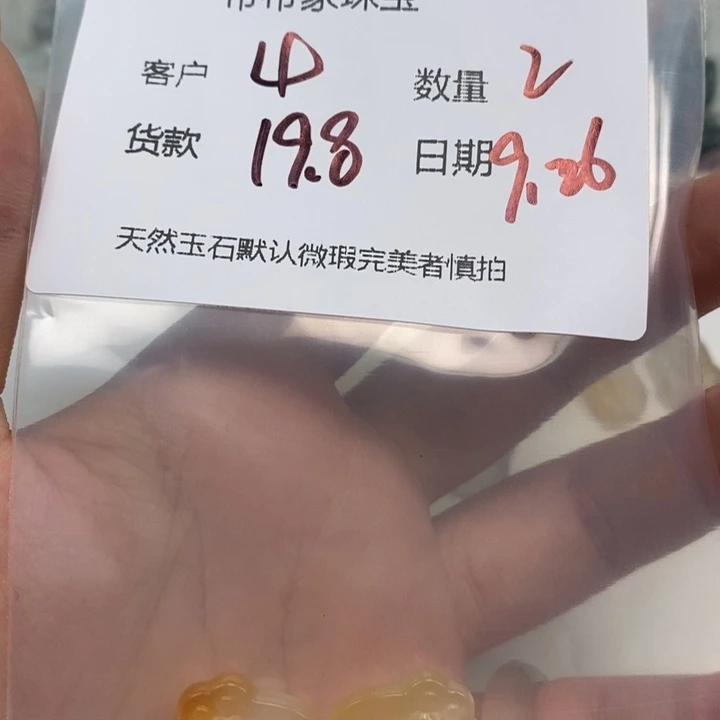 客户 4 数量 2
货款 19.8 日期 9.26
天然玉石默认微瑕完美者慎拍